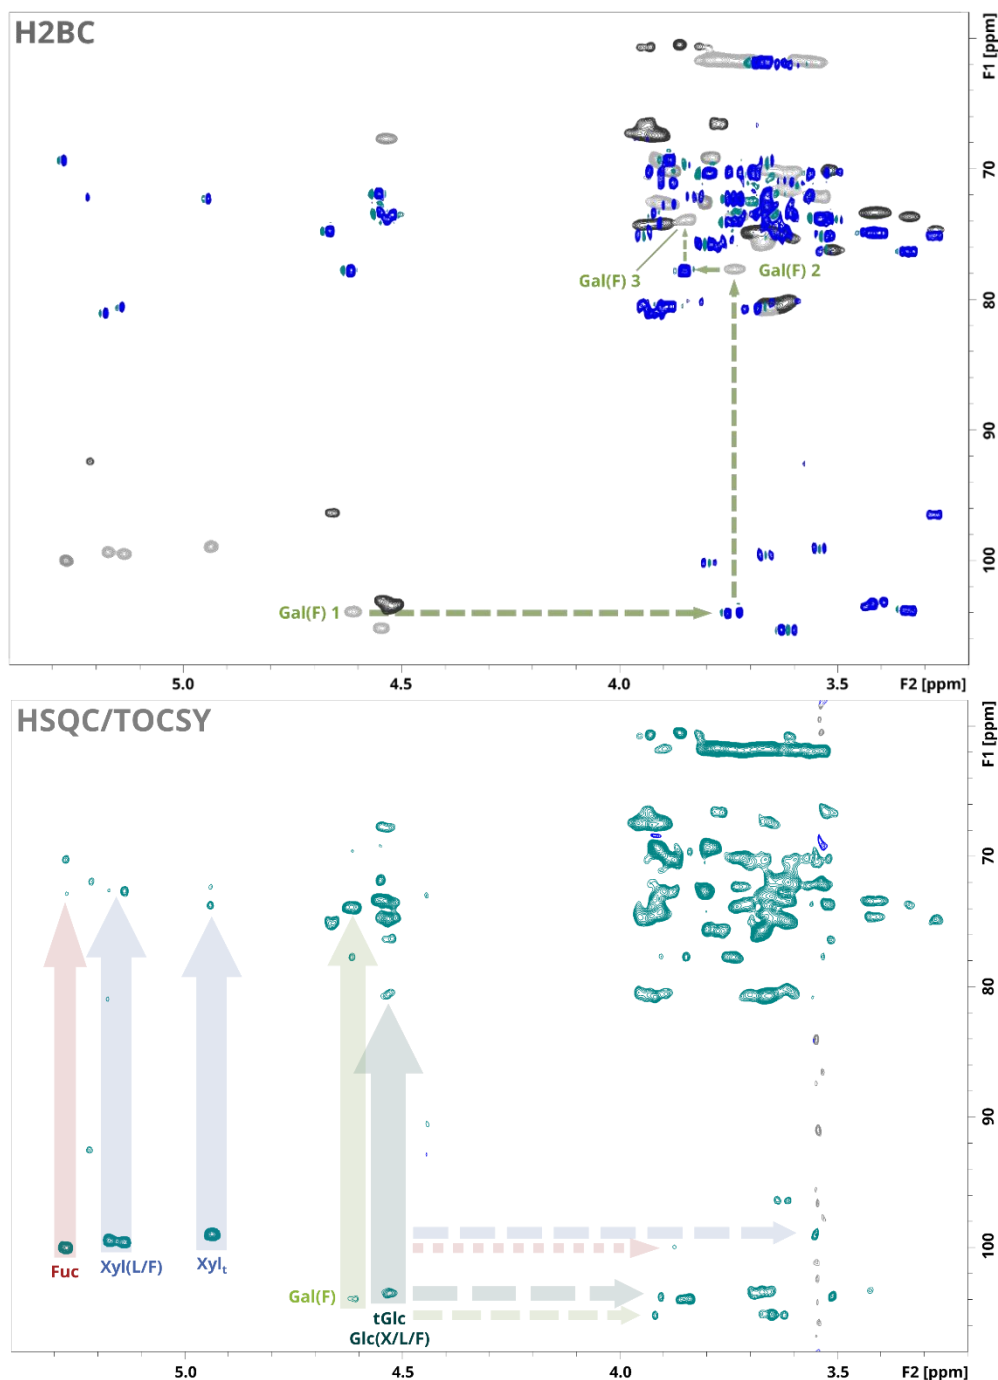 H2BC
F1 [ppm]
70
Gal(F) 2
Gal(F) 3
80
90
100
Gal(F) 1
5.0
4.5
4.0
3.5
F2 [ppm]
HSQC/TOCSY
F1 [ppm]
70
80
90
100
Fuc
Xyl(L/F)
Xylt
Gal(F)
tGlc
Glc(X/L/F)
5.0
4.5
4.0
3.5
F2 [ppm]